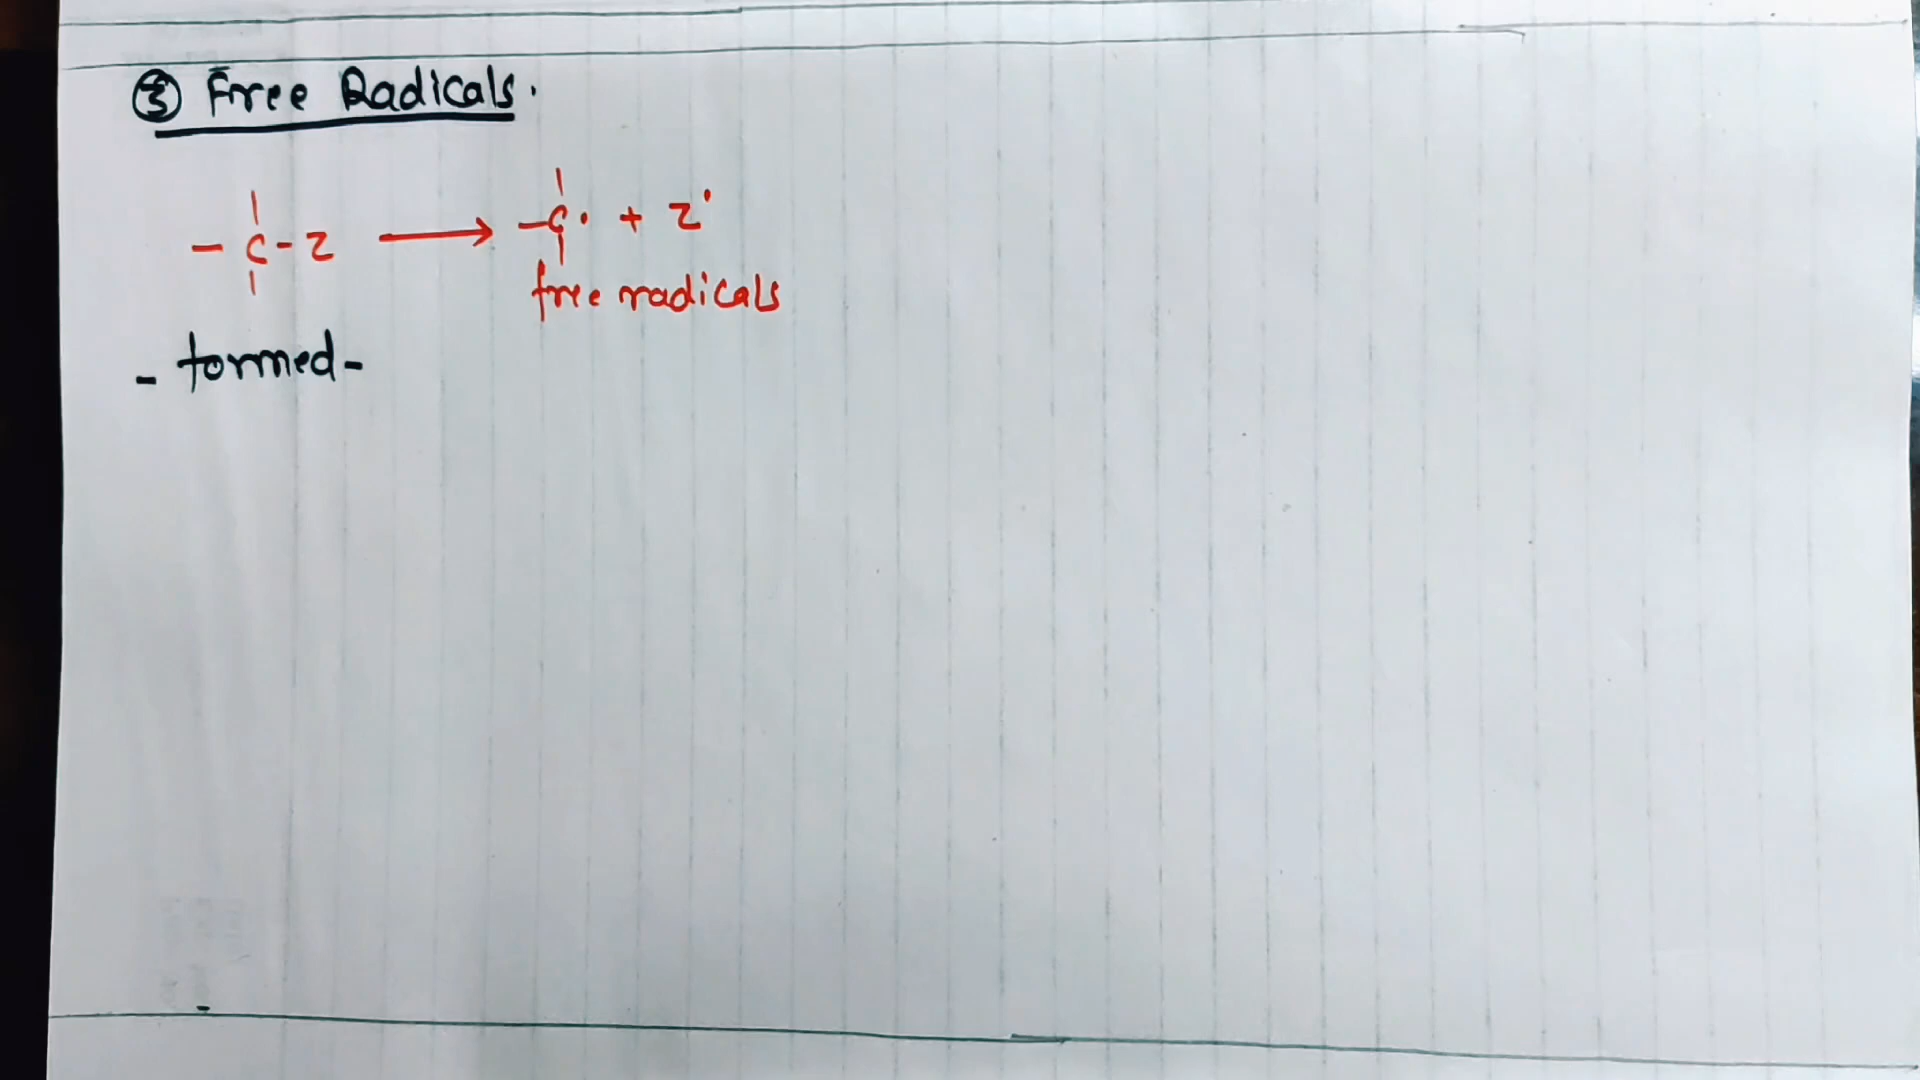 ③ Free Radicals.
- C - Z ⟶ - C· + Z·
free radicals
- formed -